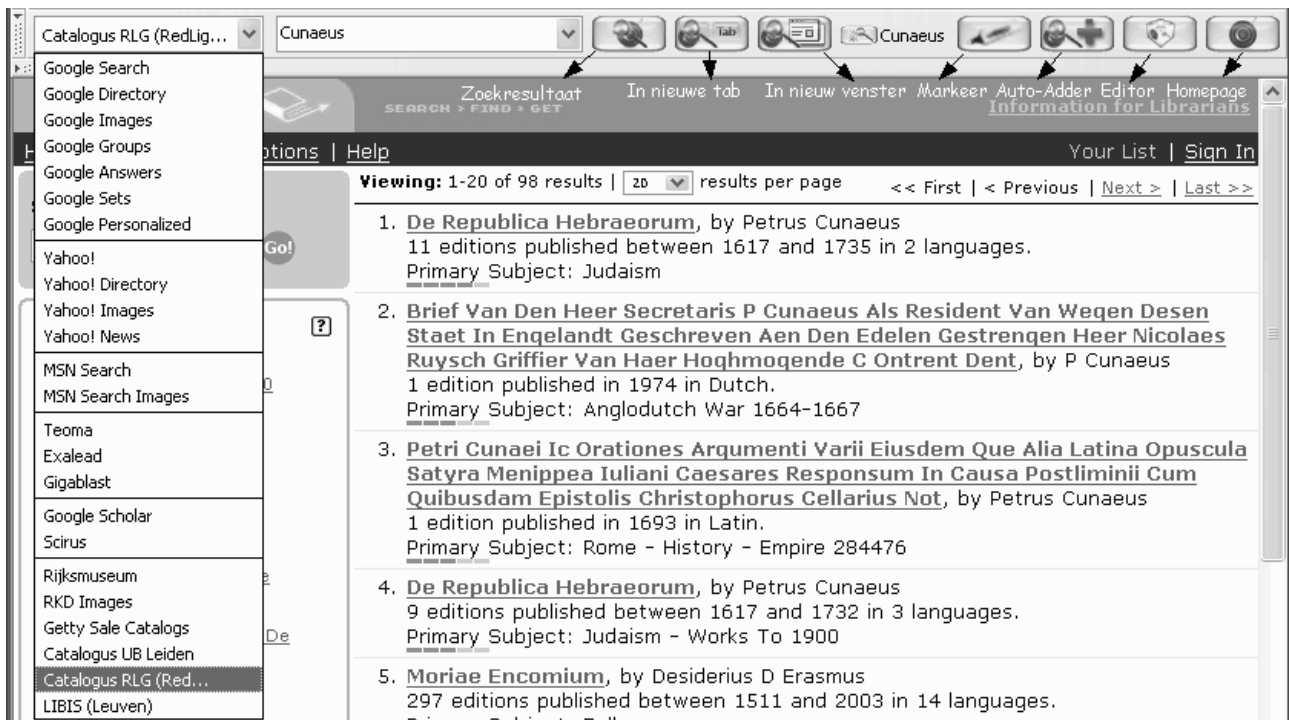 Catalogus RLG (RedLig...
Cunaeus
Tab
Cunaeus
Google Search
Google Directory
Google Images
Google Groups
Google Answers
Google Sets
Google Personalized
Yahoo!
Yahoo! Directory
Yahoo! Images
Yahoo! News
MSN Search
MSN Search Images
Teoma
Exalead
Gigablast
Google Scholar
Scirus
Rijksmuseum
RKD Images
Getty Sale Catalogs
Catalogus UB Leiden
Catalogus RLG (Red...
LIBIS (Leuven)
Zoekresultaat In nieuwe tab In nieuw venster Markeer Auto-Adder Editor Homepage
SEARCH > FIND > GET
Information for Librarians
ptions | Help
Your List | Sign In
Go!
?
De
Viewing: 1-20 of 98 results | 20 results per page << First | < Previous | Next > | Last >>
1. De Republica Hebraeorum, by Petrus Cunaeus
11 editions published between 1617 and 1735 in 2 languages.
Primary Subject: Judaism
2. Brief Van Den Heer Secretaris P Cunaeus Als Resident Van Wegen Desen
Staet In Engelandt Geschreven Aen Den Edelen Gestrengen Heer Nicolaes
Ruysch Griffier Van Haer Hoghmogende C Ontrent Dent, by P Cunaeus
1 edition published in 1974 in Dutch.
Primary Subject: Anglodutch War 1664-1667
3. Petri Cunaei Ic Orationes Argumenti Varii Eiusdem Que Alia Latina Opuscula
Satyra Menippea Iuliani Caesares Responsum In Causa Postliminii Cum
Quibusdam Epistolis Christophorus Cellarius Not, by Petrus Cunaeus
1 edition published in 1693 in Latin.
Primary Subject: Rome - History - Empire 284476
4. De Republica Hebraeorum, by Petrus Cunaeus
9 editions published between 1617 and 1732 in 3 languages.
Primary Subject: Judaism - Works To 1900
5. Moriae Encomium, by Desiderius D Erasmus
297 editions published between 1511 and 2003 in 14 languages.